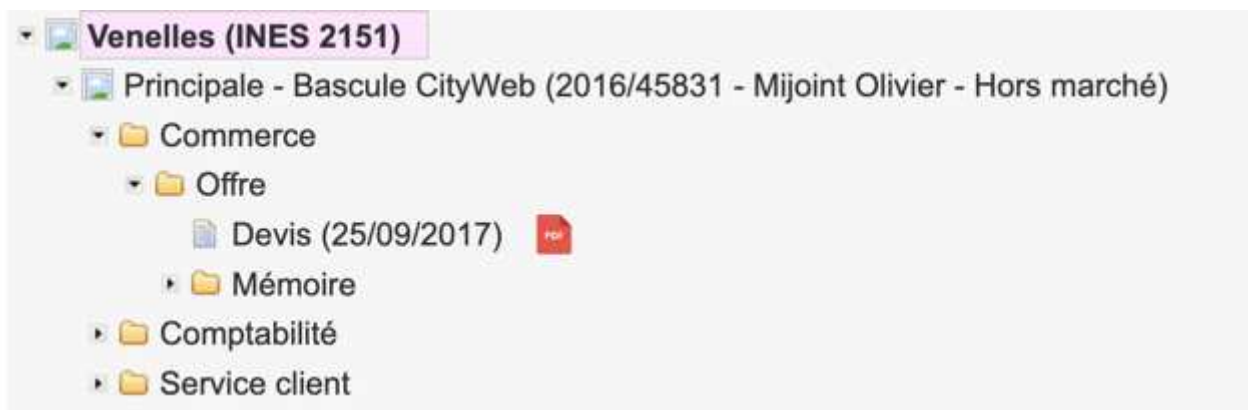 Venelles (INES 2151)
Principale - Bascule CityWeb (2016/45831 - Mijoint Olivier - Hors marché)
Commerce
Offre
Devis (25/09/2017) PDF
Mémoire
Comptabilité
Service client